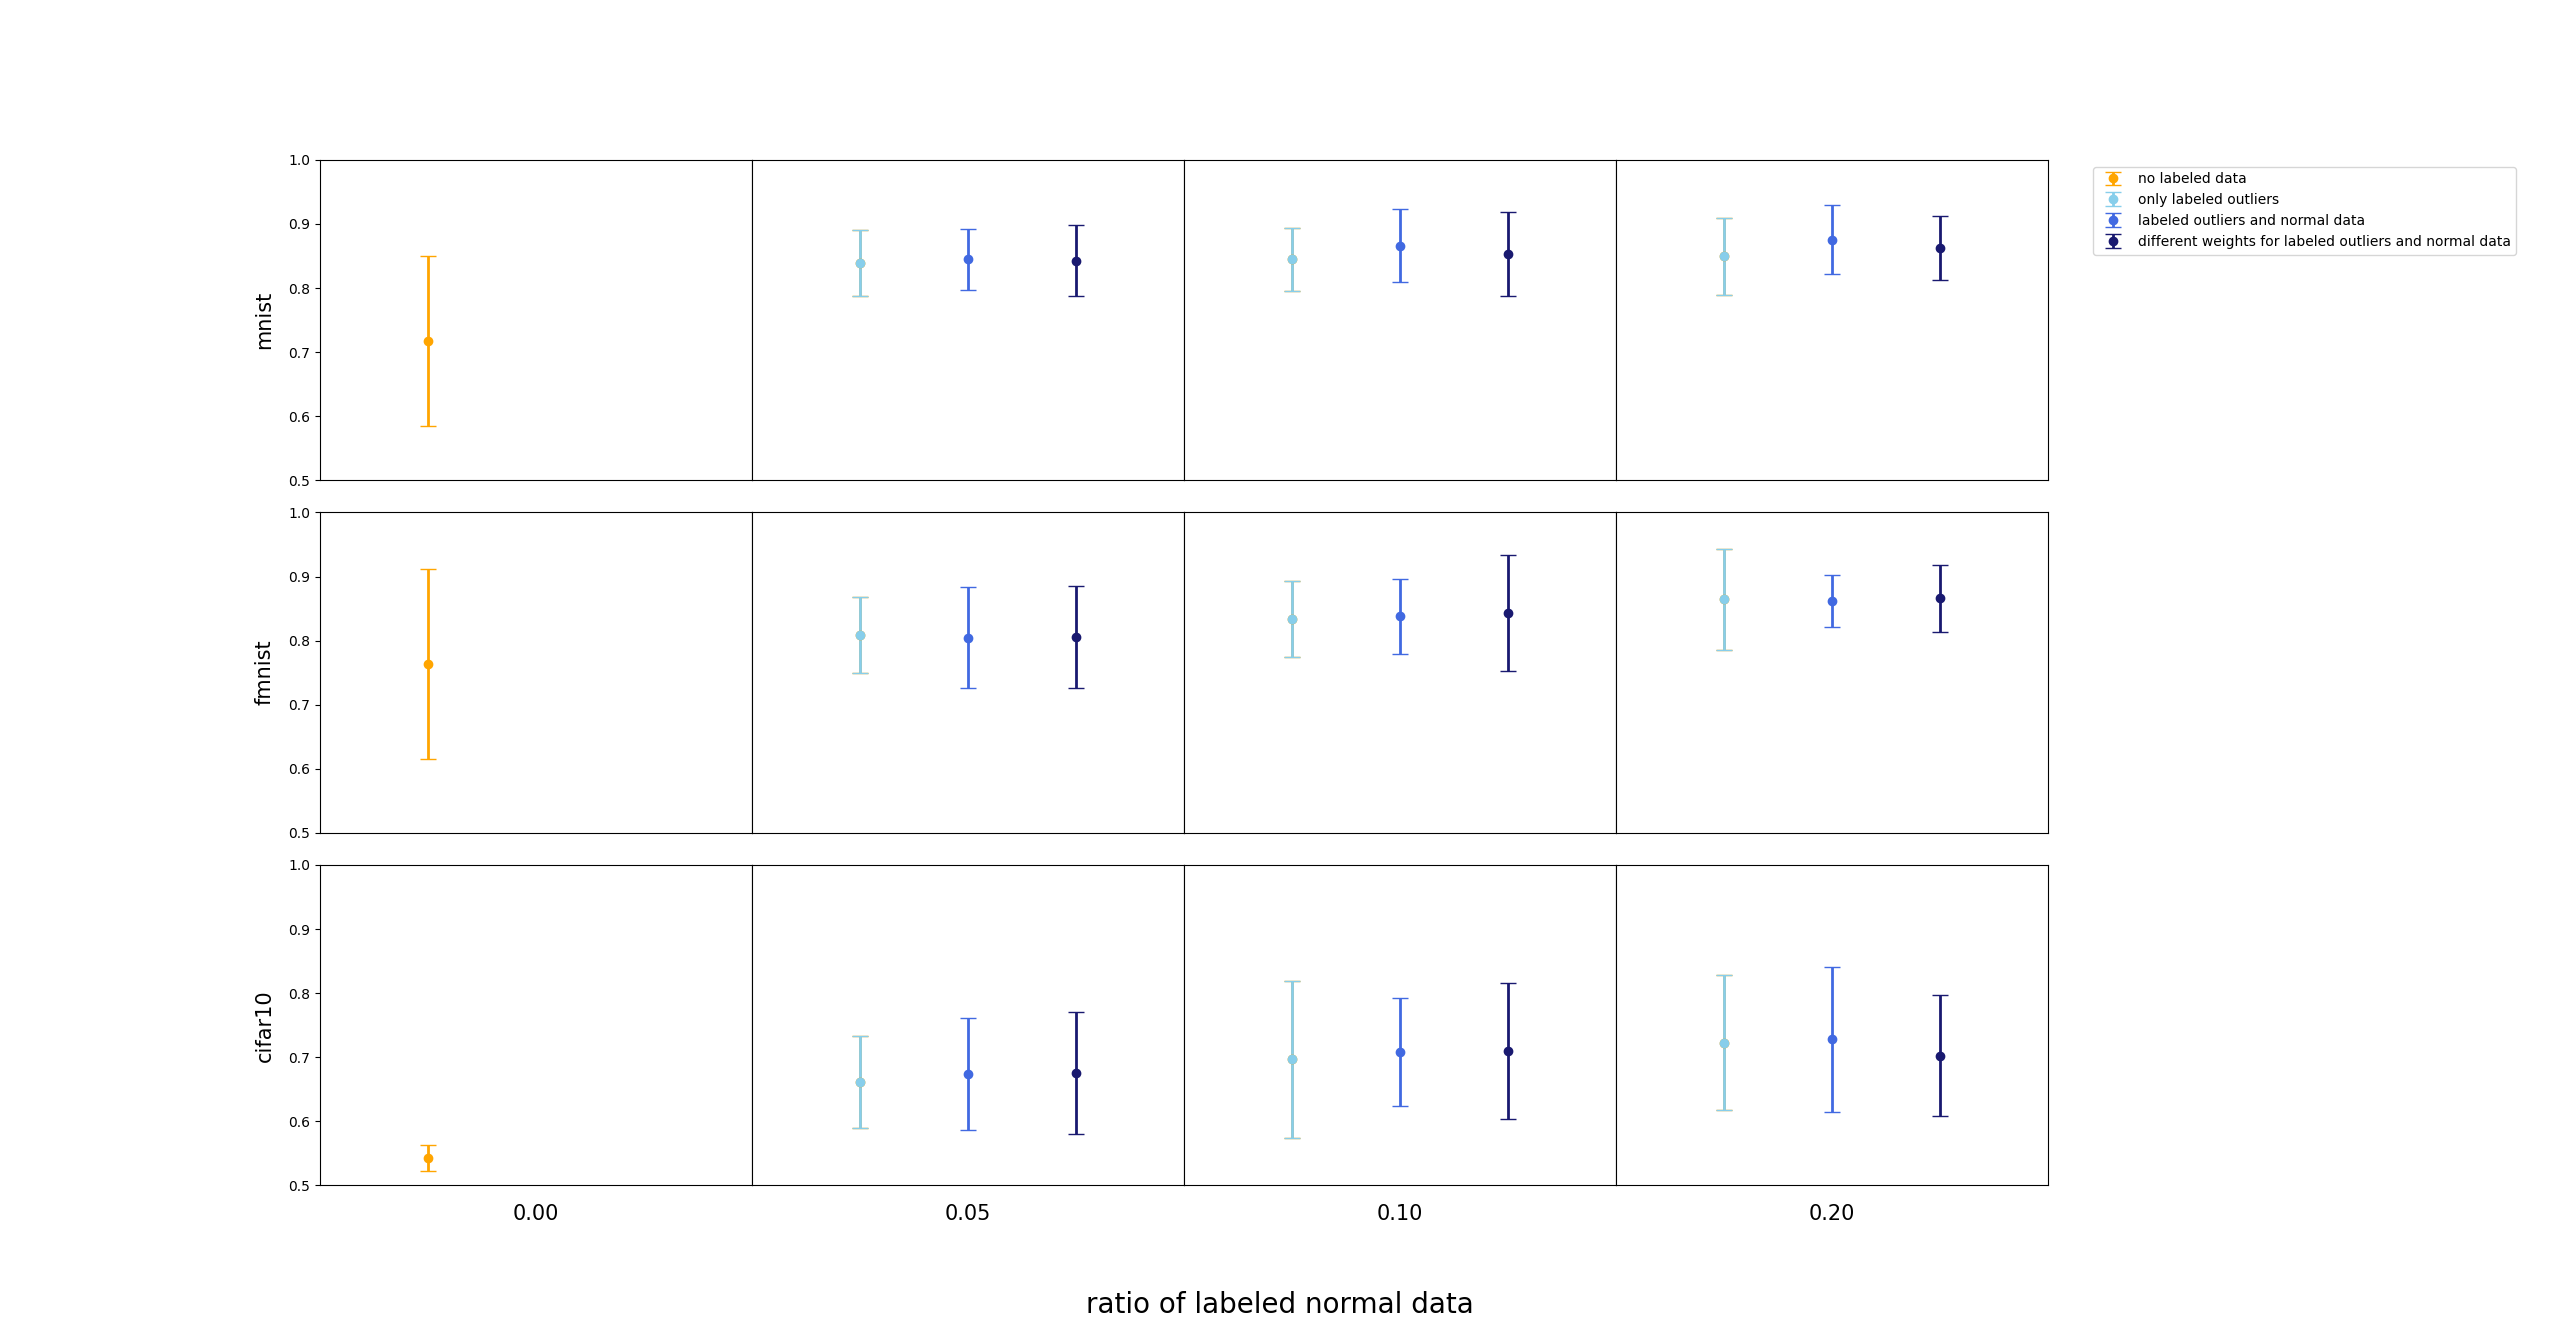 no labeled data
only labeled outliers
labeled outliers and normal data
different weights for labeled outliers and normal data
mnist
1.0
0.9
0.8
0.7
0.6
0.5
fmnist
1.0
0.9
0.8
0.7
0.6
0.5
cifar10
1.0
0.9
0.8
0.7
0.6
0.5
0.00 0.05 0.10 0.20
ratio of labeled normal data